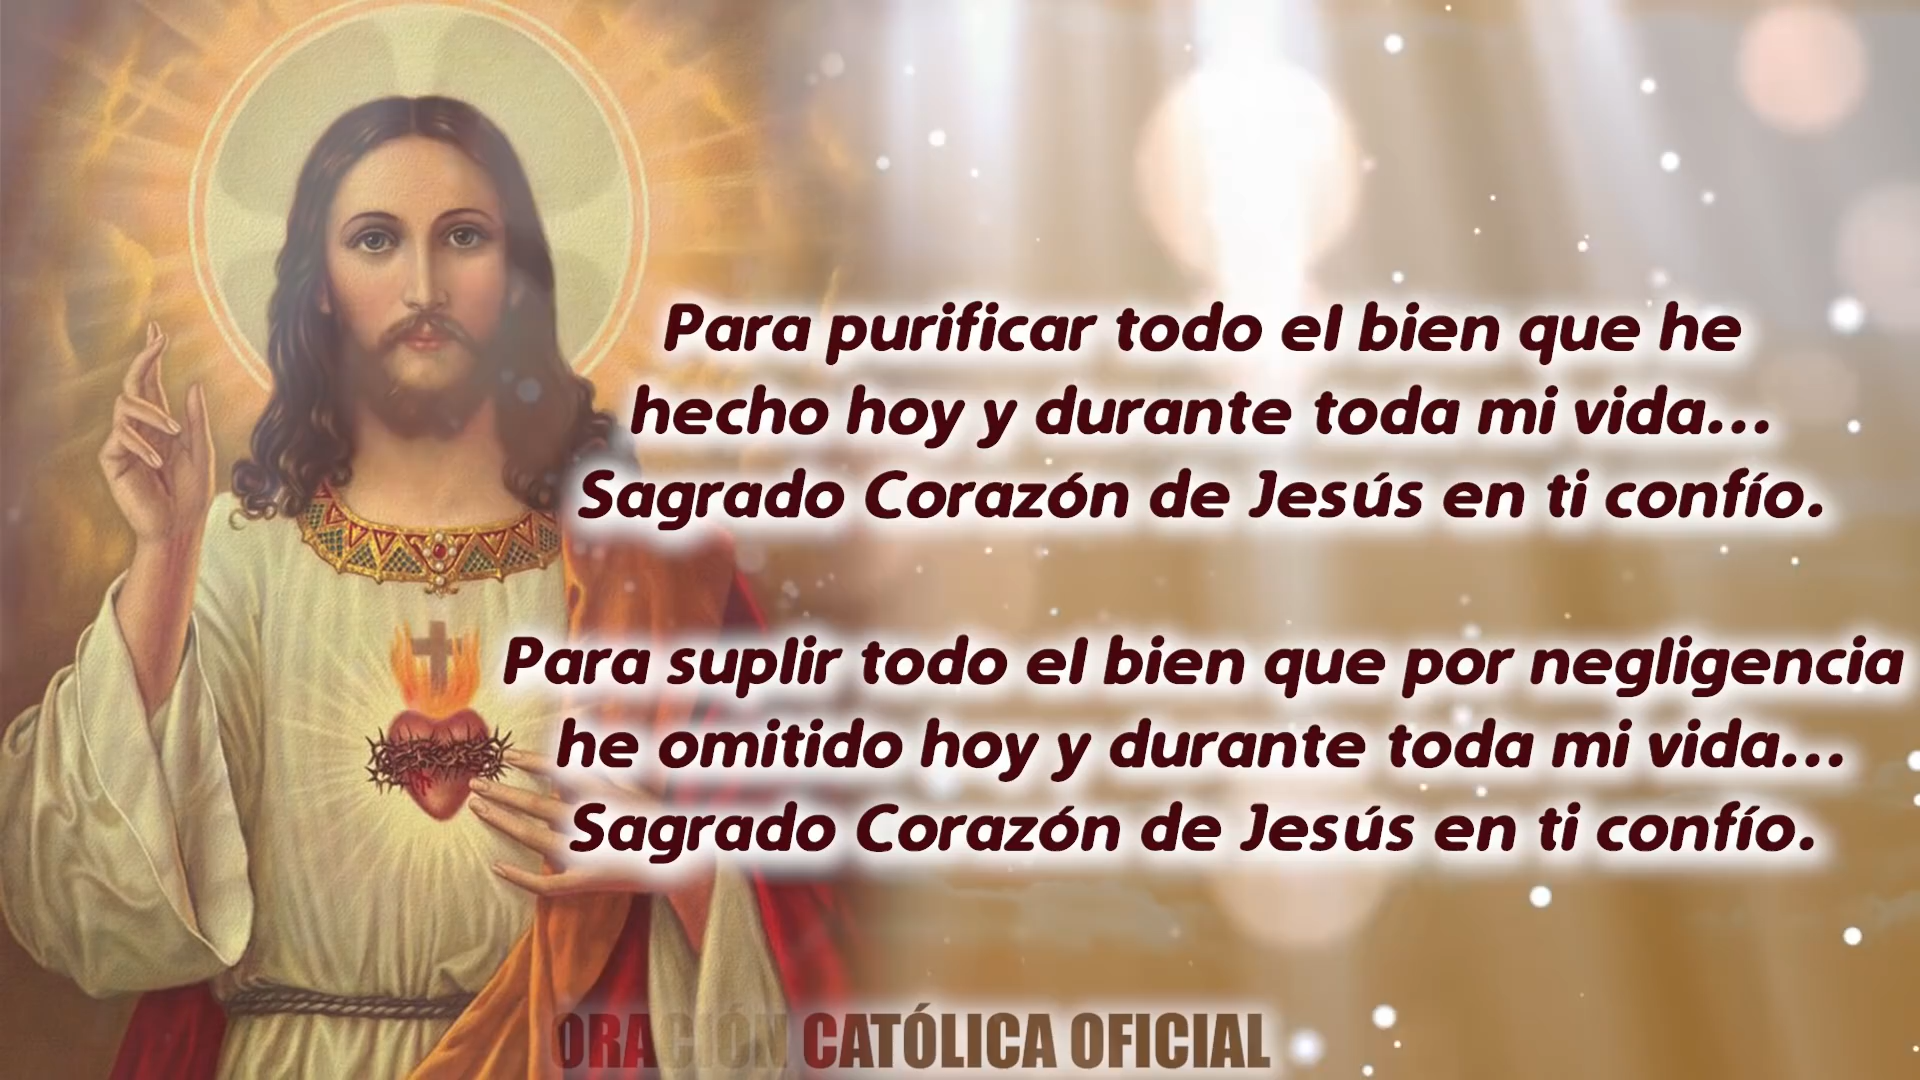 Para purificar todo el bien que he
hecho hoy y durante toda mi vida...
Sagrado Corazón de Jesús en ti confío.
Para suplir todo el bien que por negligencia
he omitido hoy y durante toda mi vida...
Sagrado Corazón de Jesús en ti confío.
ORACIÓN CATÓLICA OFICIAL